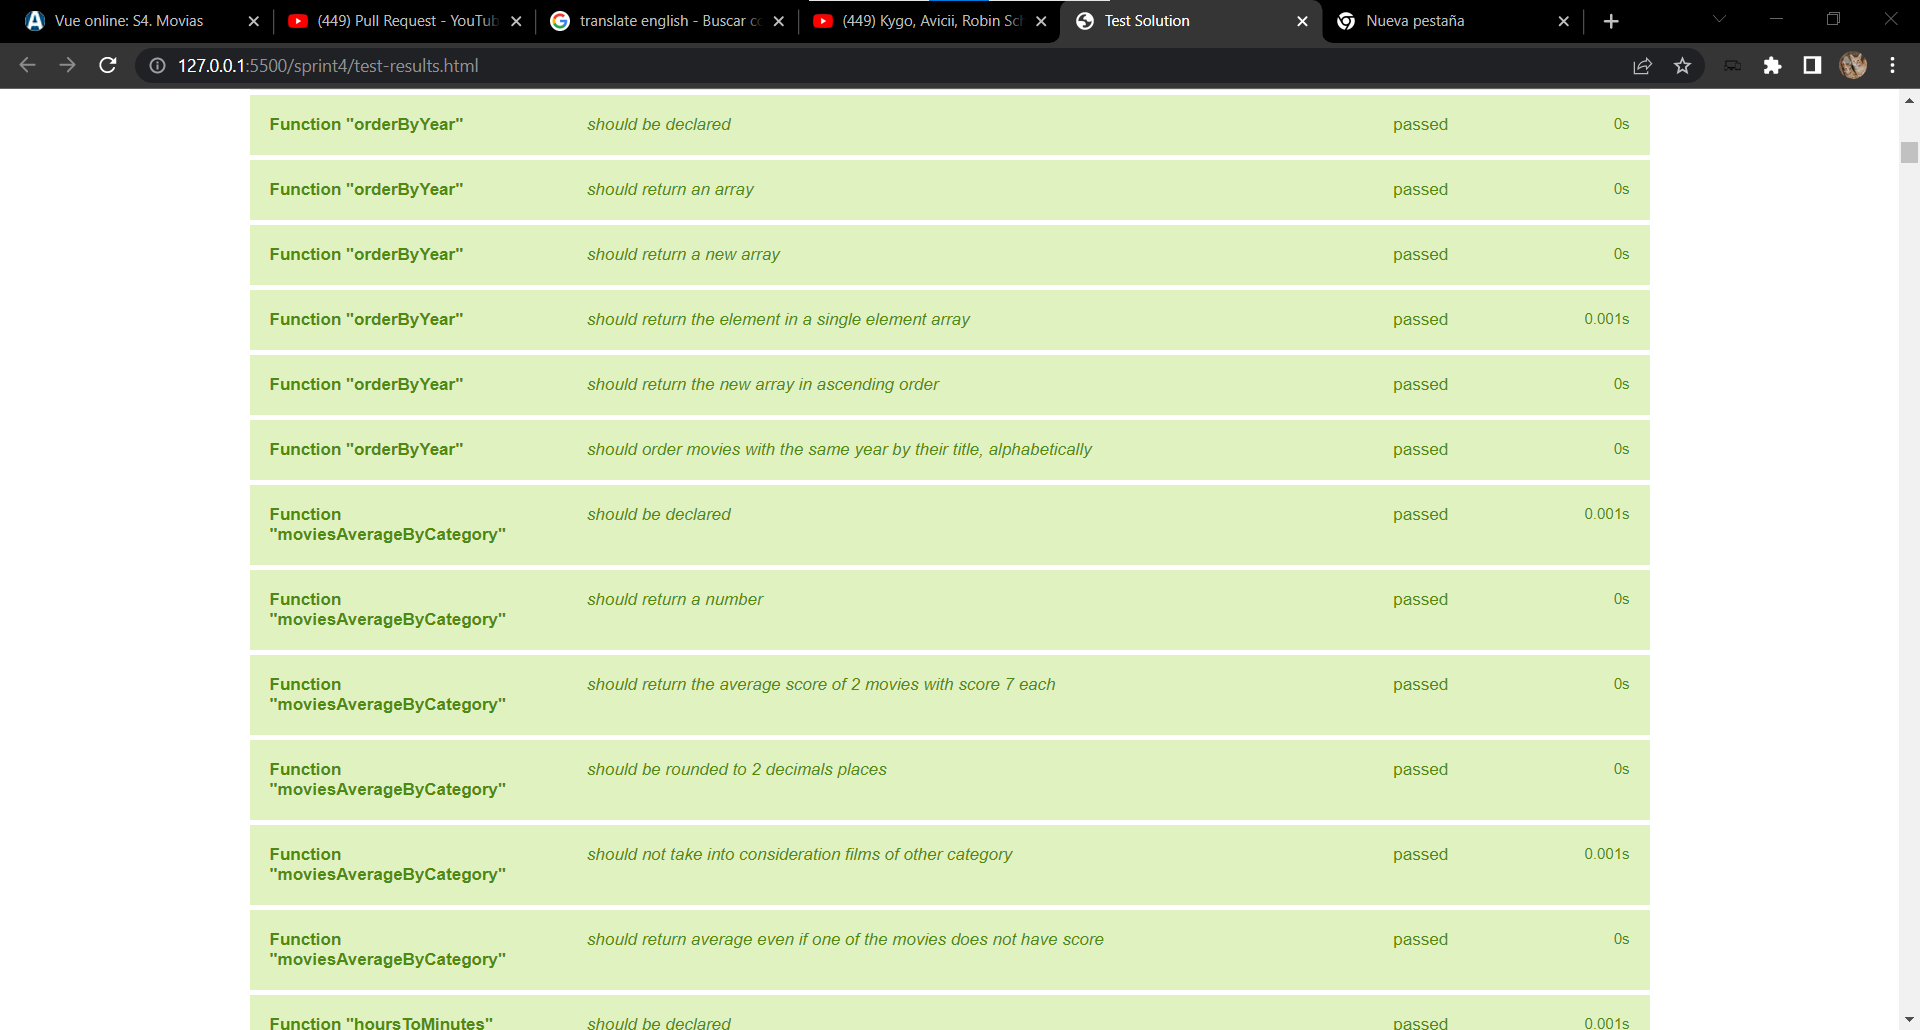 Vue online: S4. Movias
(449) Pull Request - YouTub
translate english - Buscar co
(449) Kygo, Avicii, Robin Sch
Test Solution
Nueva pestaña
127.0.0.1:5500/sprint4/test-results.html
Function "orderByYear" should be declared passed 0s
Function "orderByYear" should return an array passed 0s
Function "orderByYear" should return a new array passed 0s
Function "orderByYear" should return the element in a single element array passed 0.001s
Function "orderByYear" should return the new array in ascending order passed 0s
Function "orderByYear" should order movies with the same year by their title, alphabetically passed 0s
Function should be declared passed 0.001s
"moviesAverageByCategory"
Function should return a number passed 0s
"moviesAverageByCategory"
Function should return the average score of 2 movies with score 7 each passed 0s
"moviesAverageByCategory"
Function should be rounded to 2 decimals places passed 0s
"moviesAverageByCategory"
Function should not take into consideration films of other category passed 0.001s
"moviesAverageByCategory"
Function should return average even if one of the movies does not have score passed 0s
"moviesAverageByCategory"
Function "hoursToMinutes" should be declared passed 0.001s